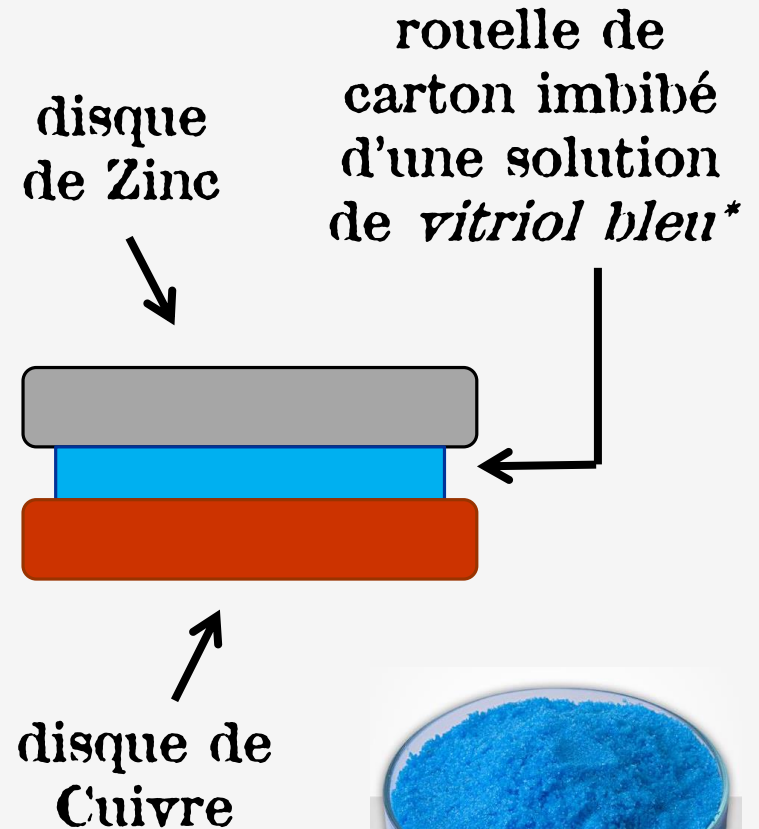 disque
de Zinc
rouelle de
carton imbibé
d'une solution
de vitriol bleu*
disque de
Cuivre